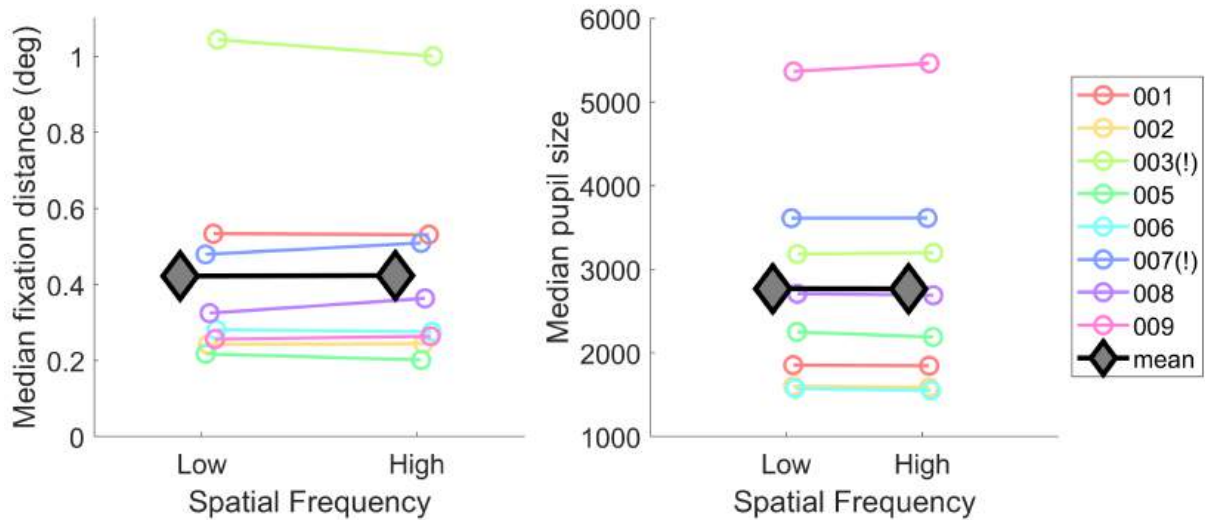 Median fixation distance (deg)
1
0.8
0.6
0.4
0.2
0
Low
High
Spatial Frequency
Median pupil size
6000
5000
4000
3000
2000
1000
Low
High
Spatial Frequency
001
002
003(!)
005
006
007(!)
008
009
mean